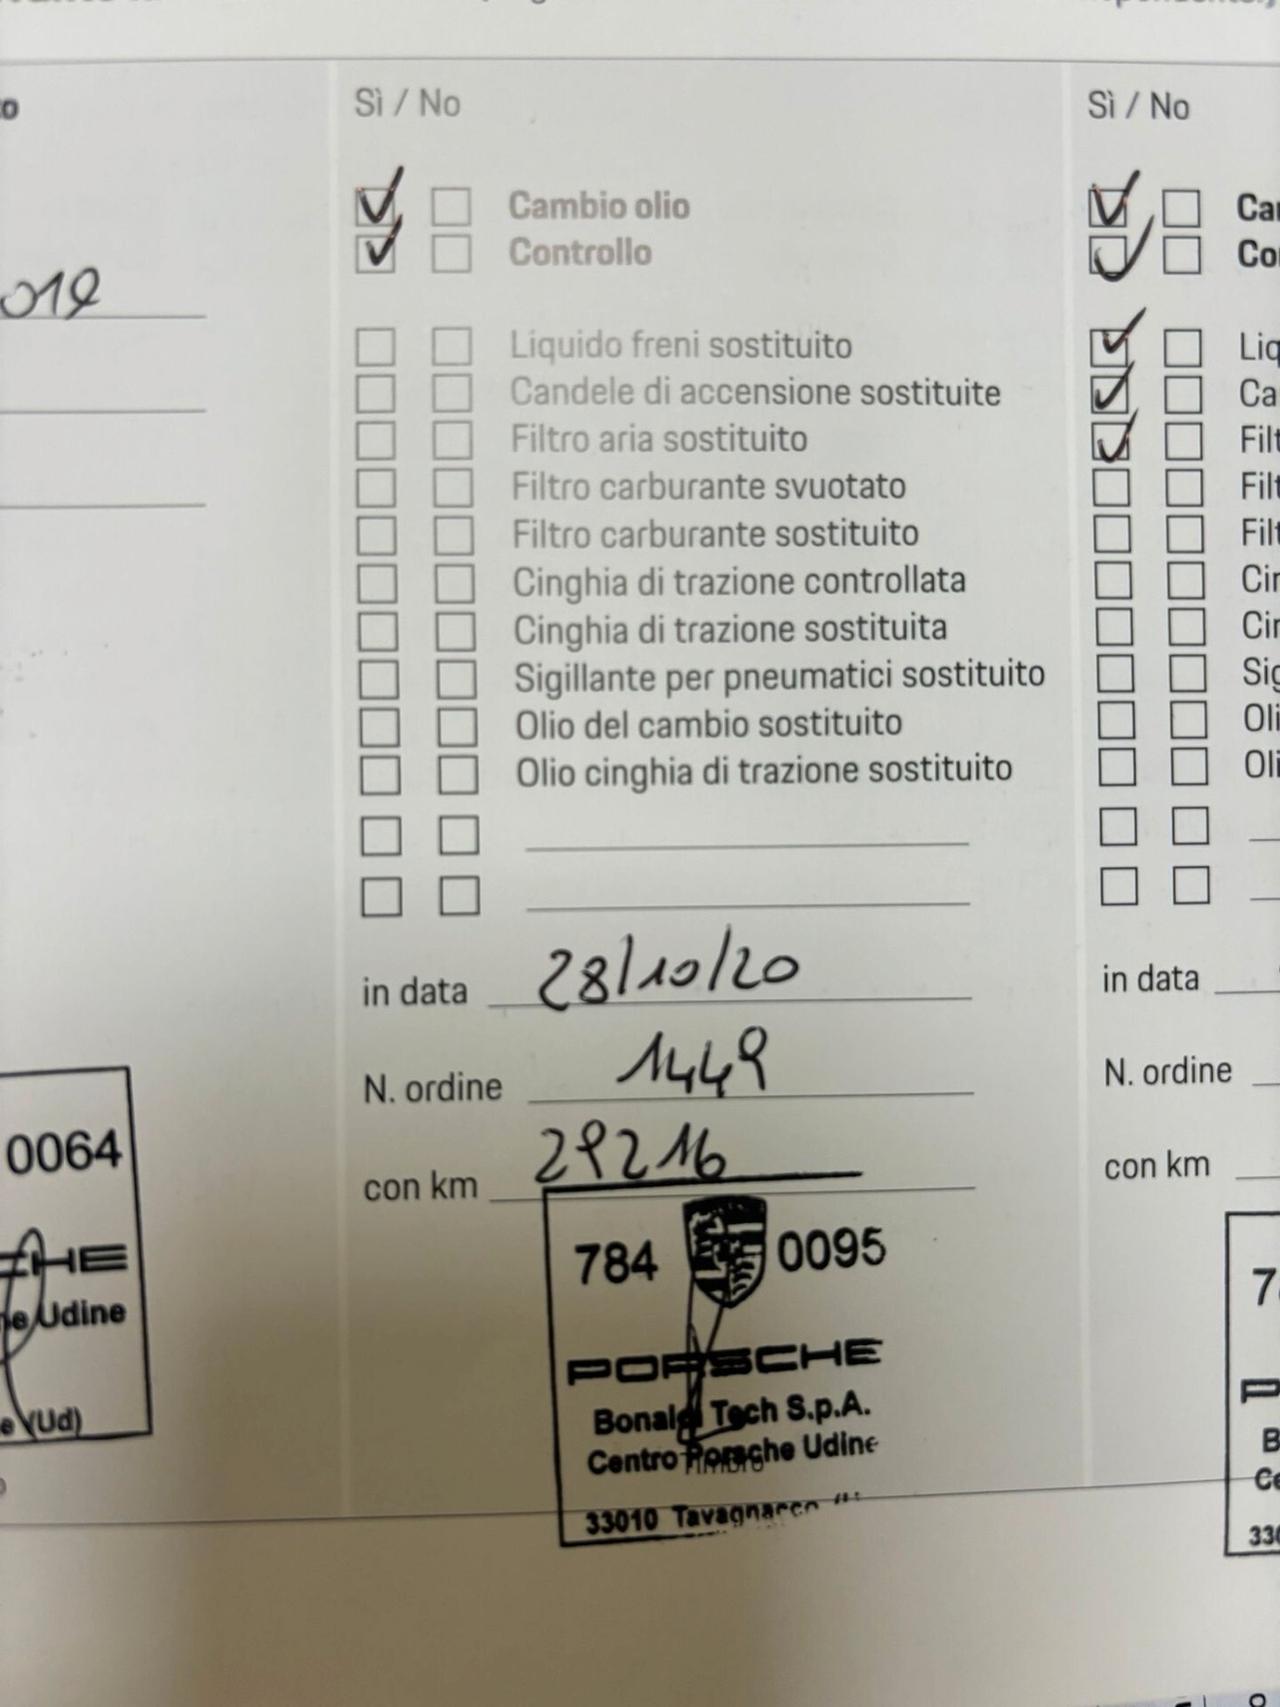 Sì / No
Cambio olio
Controllo
Liquido freni sostituito
Candele di accensione sostituite
Filtro aria sostituito
Filtro carburante svuotato
Filtro carburante sostituito
Cinghia di trazione controllata
Cinghia di trazione sostituita
Sigillante per pneumatici sostituito
Olio del cambio sostituito
Olio cinghia di trazione sostituito
in data 28/10/20
N. ordine 1449
con km 29216
784 0095
PORSCHE
Bonaldi Tech S.p.A.
Centro Porsche Udine
33010 Tavagnacco
0064
Udine
(Ud)
Sì / No
in data
N. ordine
con km